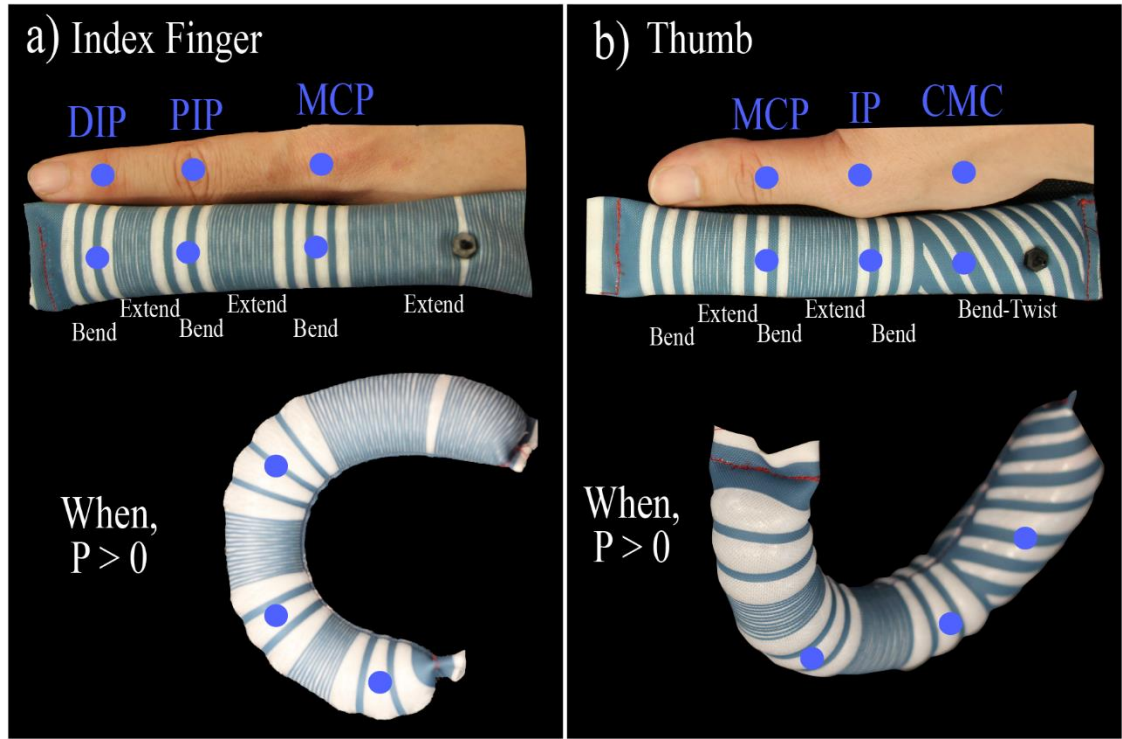 a) Index Finger
DIP PIP MCP
Extend Extend Extend
Bend Bend Bend
When,
P > 0
b) Thumb
MCP IP CMC
Extend Extend Bend-Twist
Bend Bend Bend
When,
P > 0